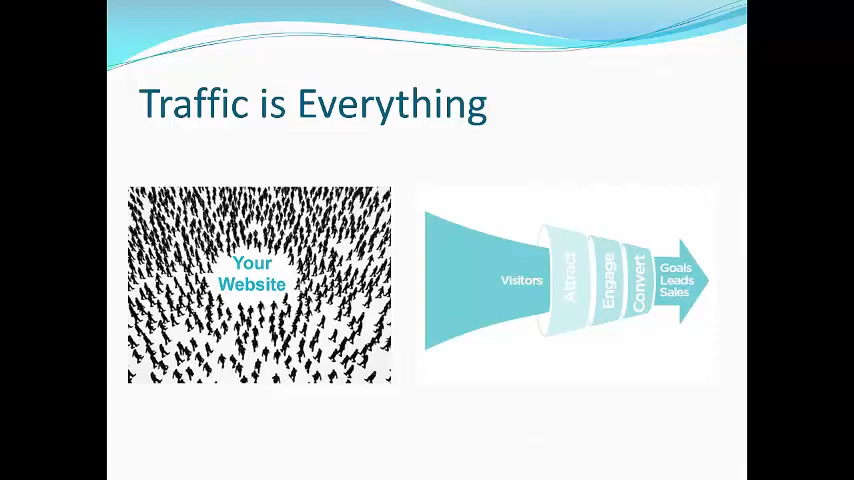 Traffic is Everything
Your
Website
Visitors
Attract
Engage
Convert
Goals
Leads
Sales